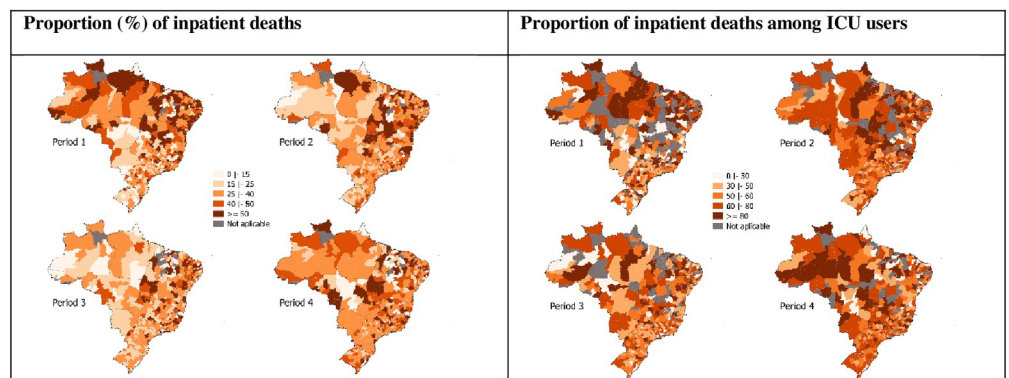 Proportion (%) of inpatient deaths
Proportion of inpatient deaths among ICU users
Period 1
Period 2
0 |- 15
15 |- 25
25 |- 40
40 |- 50
>= 50
Not aplicable
Period 3
Period 4
Period 1
Period 2
0 |- 30
30 |- 50
50 |- 60
60 |- 80
>= 80
Not aplicable
Period 3
Period 4